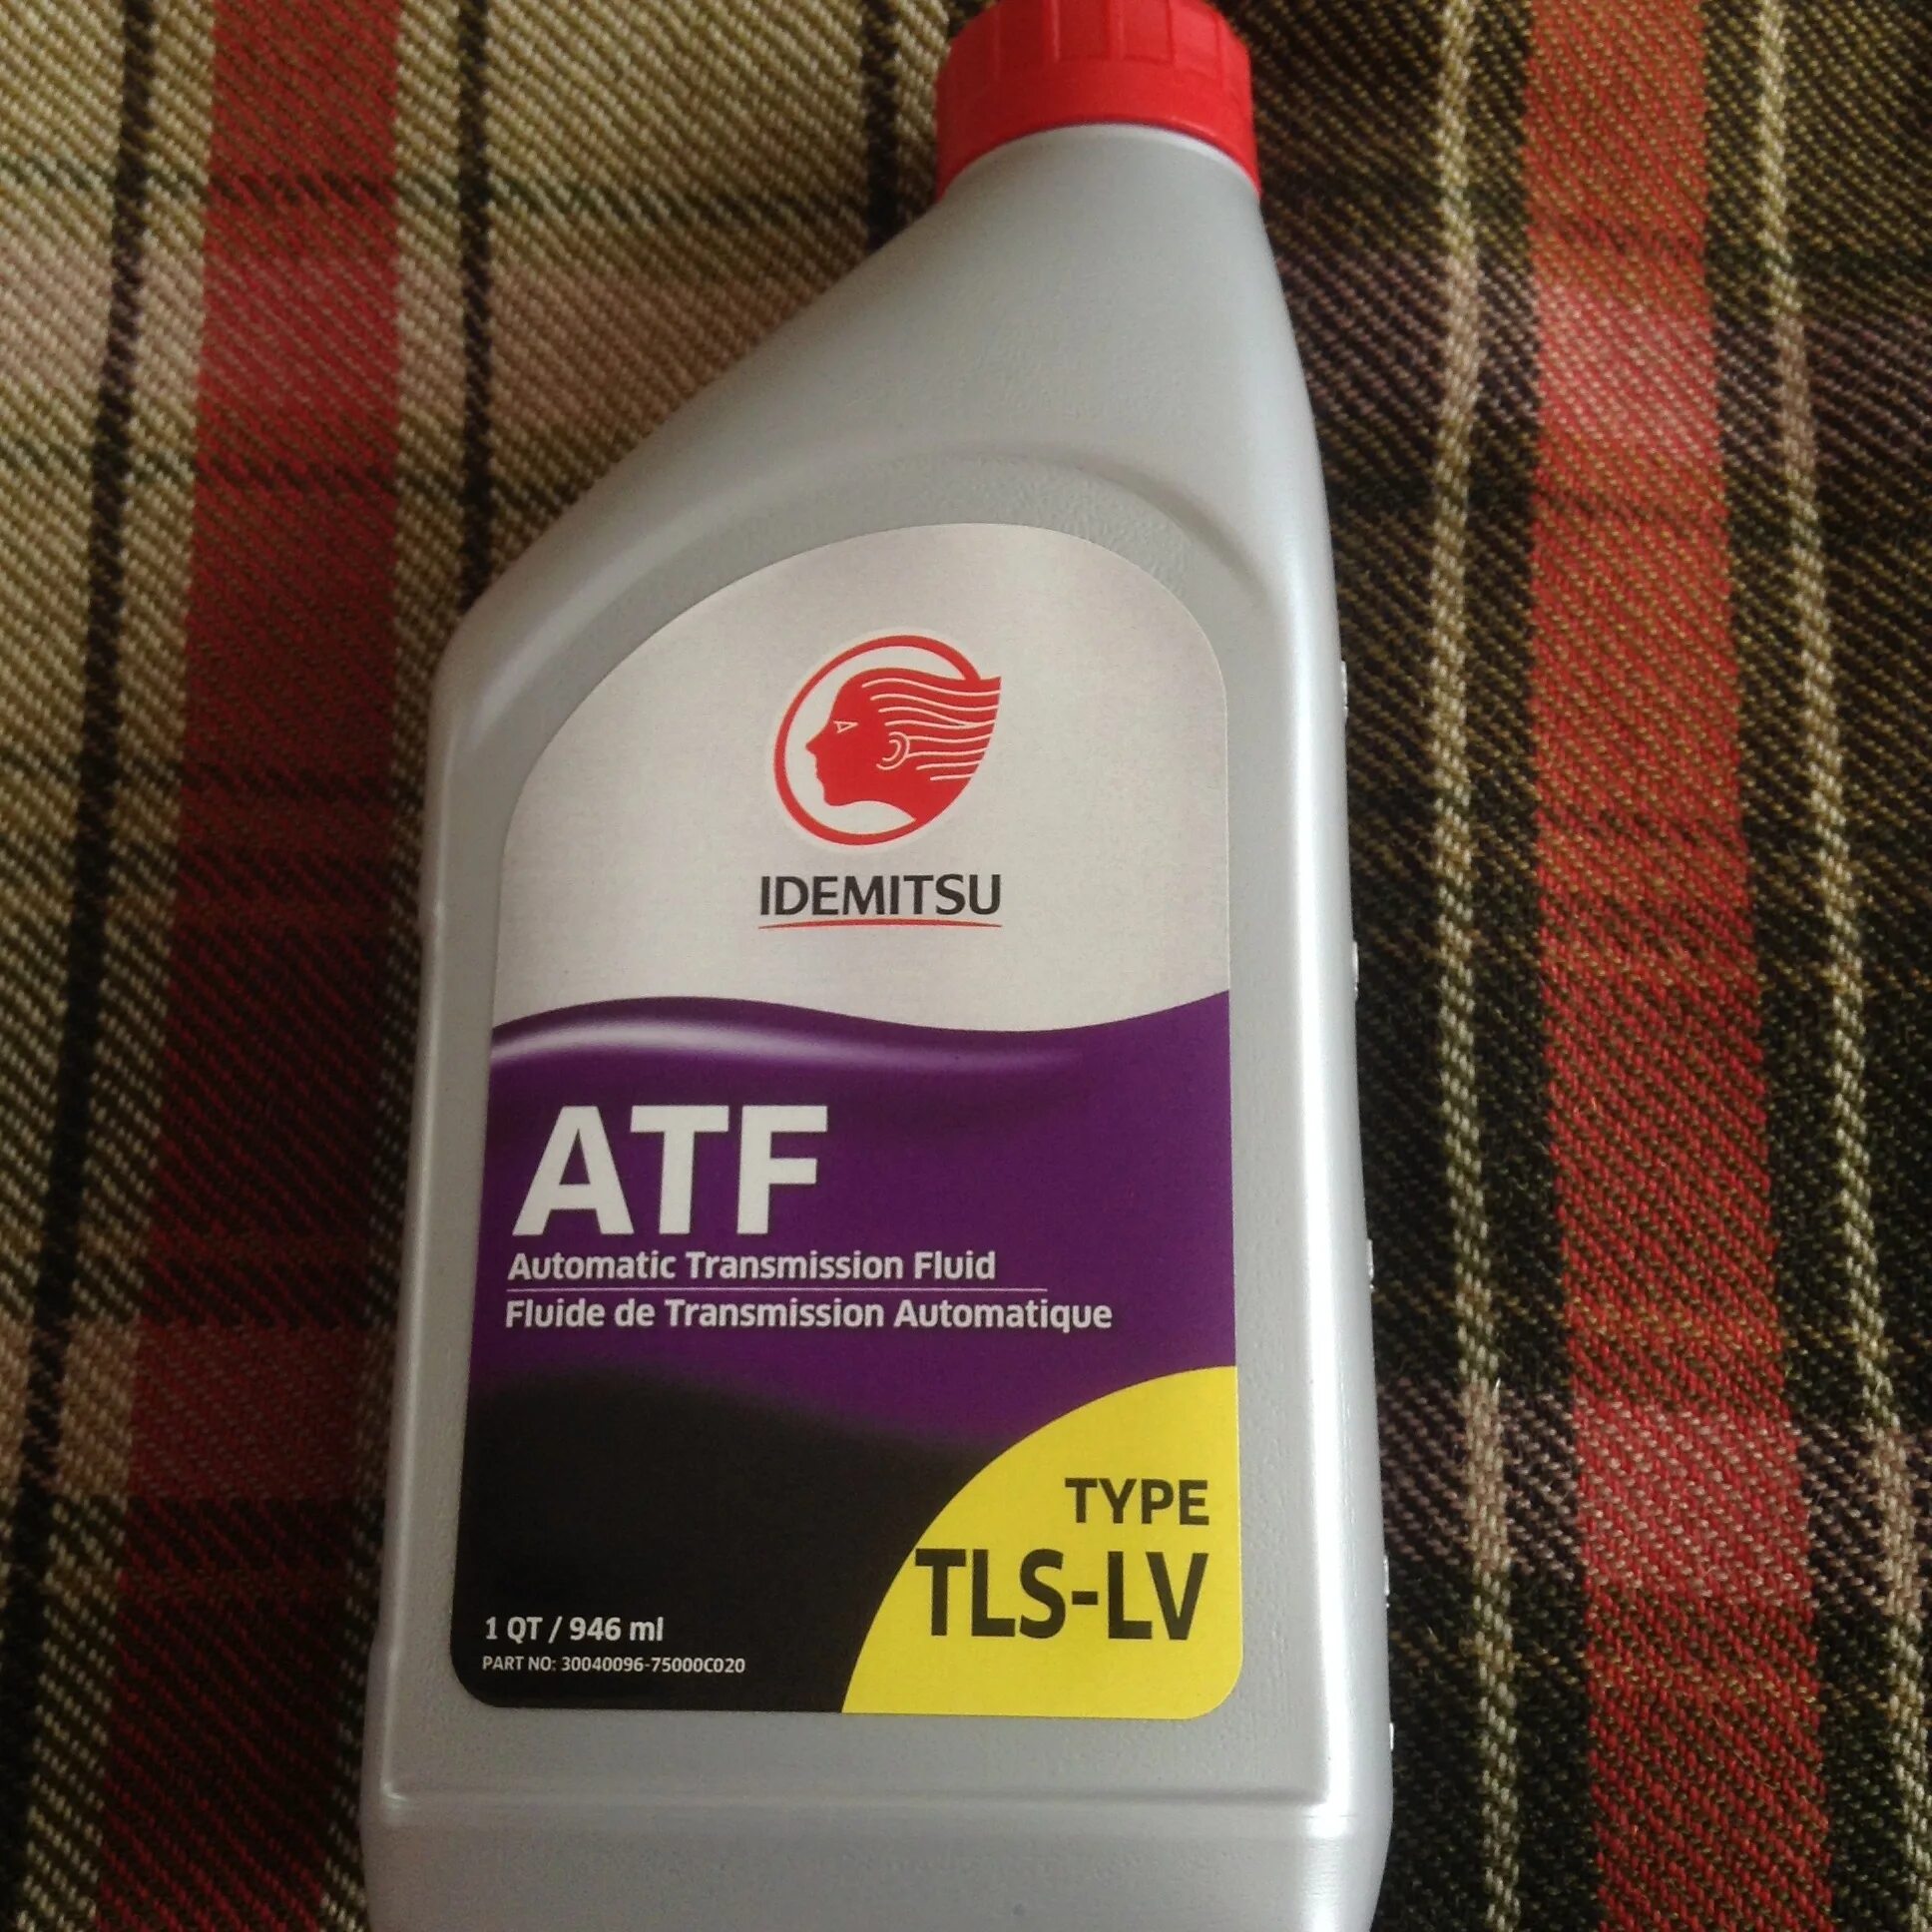 IDEMITSU
ATF
Automatic Transmission Fluid
Fluide de Transmission Automatique
TYPE
TLS-LV
1 QT / 946 ml
PART NO: 30040096-75000C020